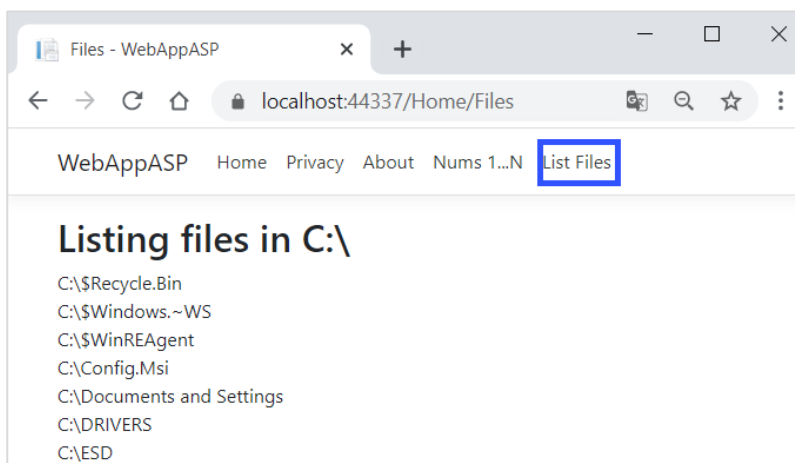 Files - WebAppASP
localhost:44337/Home/Files
WebAppASP Home Privacy About Nums 1...N List Files
Listing files in C:\
C:\$Recycle.Bin
C:\$Windows.~WS
C:\$WinREAgent
C:\Config.Msi
C:\Documents and Settings
C:\DRIVERS
C:\ESD